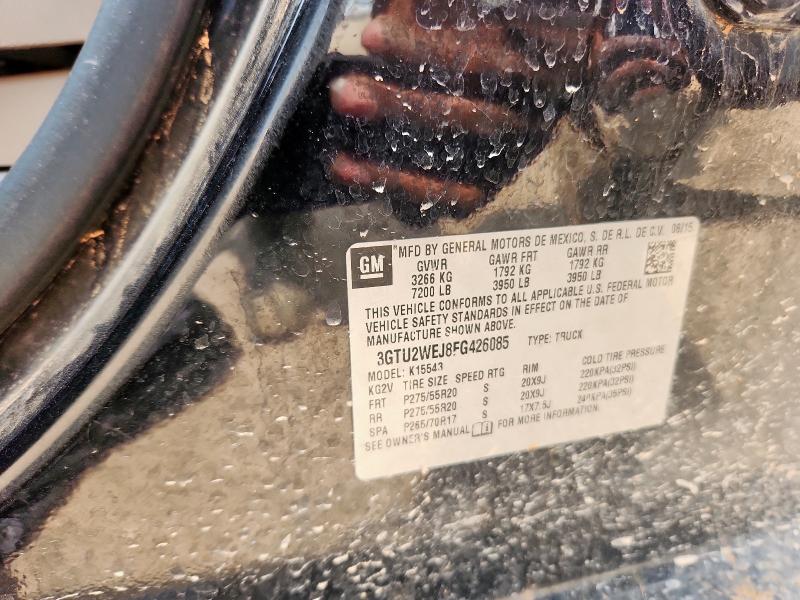 GM
MFD BY GENERAL MOTORS DE MEXICO, S. DE R.L. DE C.V. 06/15
GVWR GAWR FRT GAWR RR
3266 KG 1792 KG 1792 KG
7200 LB 3950 LB 3950 LB
THIS VEHICLE CONFORMS TO ALL APPLICABLE U.S. FEDERAL MOTOR
VEHICLE SAFETY STANDARDS IN EFFECT ON THE DATE OF
MANUFACTURE SHOWN ABOVE.
3GTU2WEJ8FG426085 TYPE: TRUCK
MODEL: K15543
KG2V TIRE SIZE SPEED RTG RIM COLD TIRE PRESSURE
FRT P275/55R20 S 20X9J 220KPA(32PSI)
RR P275/55R20 S 20X9J 220KPA(32PSI)
SPA P265/70R17 S 17X7.5J 240KPA(35PSI)
SEE OWNER'S MANUAL FOR MORE INFORMATION.